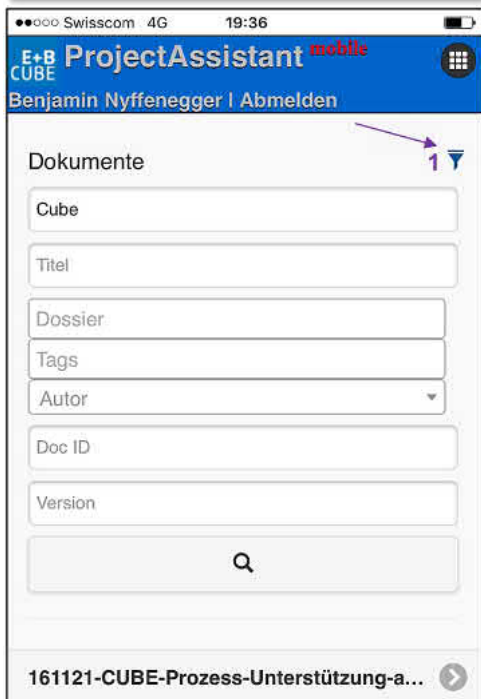 Swisscom 4G 19:36
E+B CUBE ProjectAssistant mobile
Benjamin Nyffenegger | Abmelden
Dokumente 1
Cube
Titel
Dossier
Tags
Autor
Doc ID
Version
161121-CUBE-Prozess-Unterstützung-a...